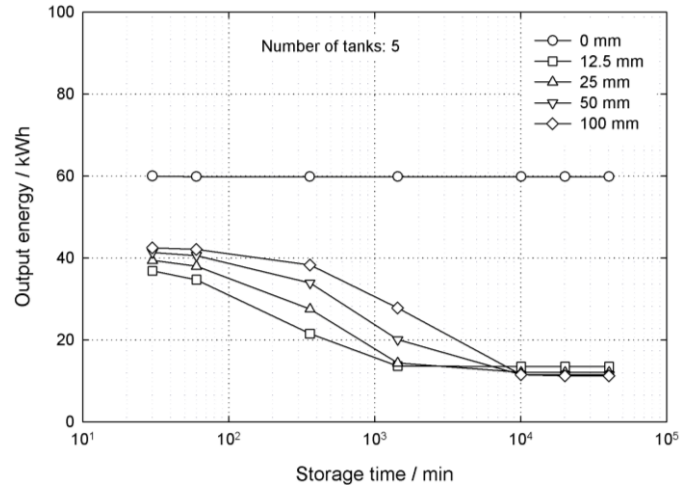 100
80
60
40
20
0
Output energy / kWh
Number of tanks: 5
0 mm
12.5 mm
25 mm
50 mm
100 mm
10¹ 10² 10³ 10⁴ 10⁵
Storage time / min